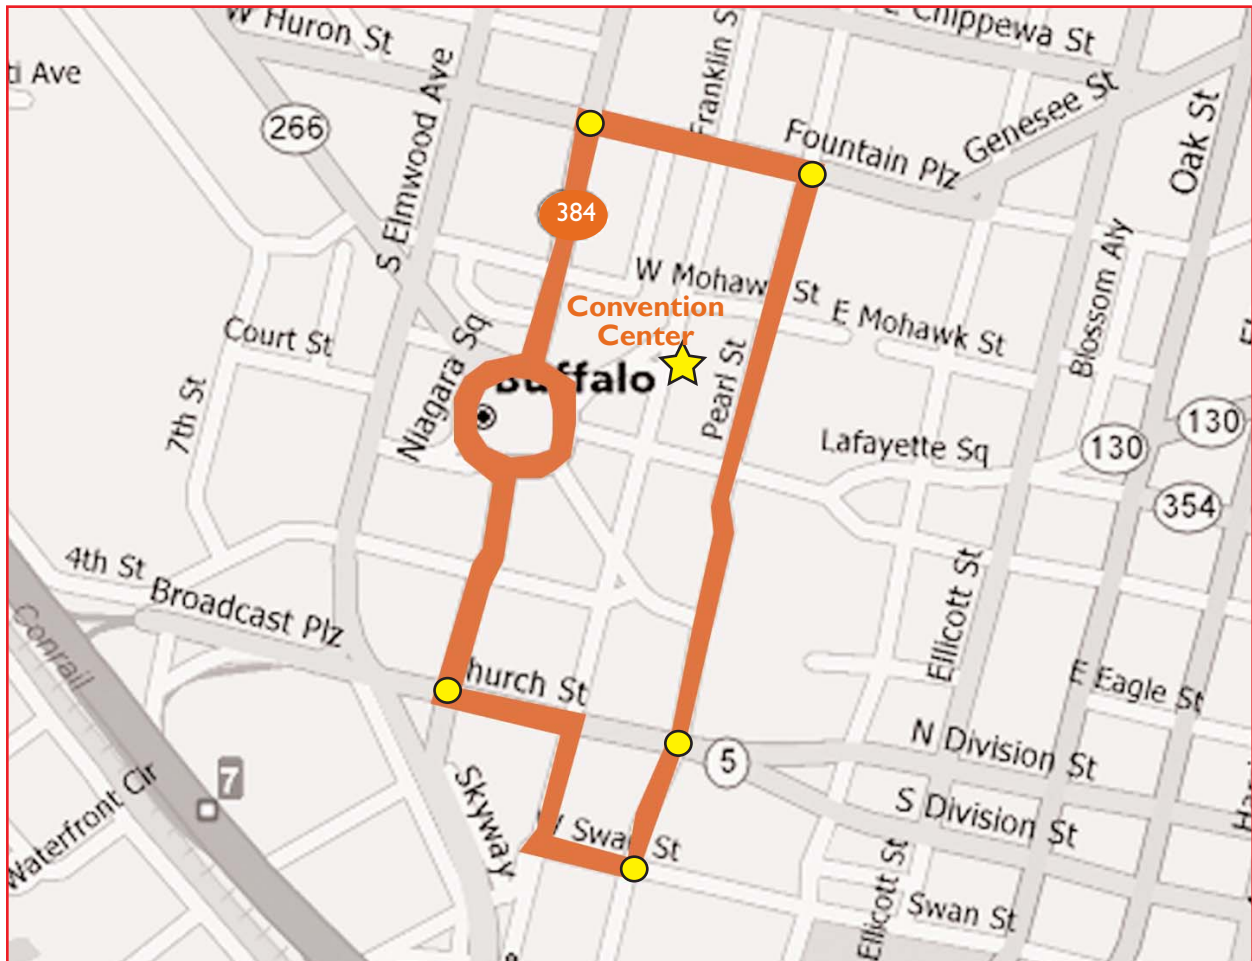 W Huron St
E Chippewa St
Franklin S
Ave
266
S Elmwood Ave
Fountain Plz
Genesee St
Oak St
384
W Mohaw St
E Mohawk St
Blossom Aly
Convention
Center
Court St
Niagara Sq
Buffalo
Pearl St
7th St
Lafayette Sq
130
130
354
4th St
Broadcast Plz
Conrail
hurch St
Ellicott St
E Eagle St
5
N Division St
7
Waterfront Cir
Skyway
W Swan St
S Division St
Ellicott St
Swan St